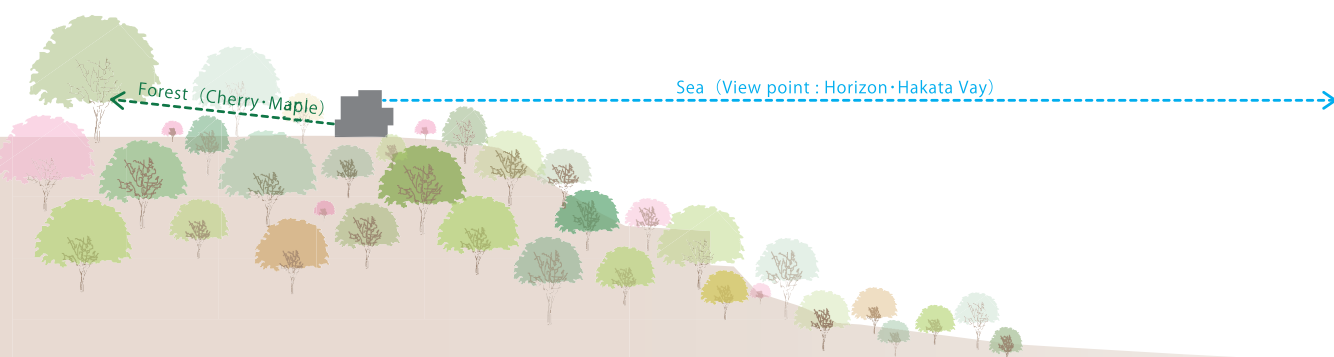 Forest（Cherry･Maple）
Sea（View point : Horizon･Hakata Vay）